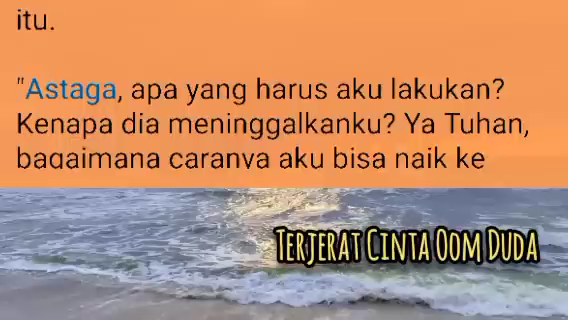 itu.
"Astaga, apa yang harus aku lakukan?
Kenapa dia meninggalkanku? Ya Tuhan,
bagaimana caranya aku bisa naik ke
TERJERAT CINTA OOM DUDA